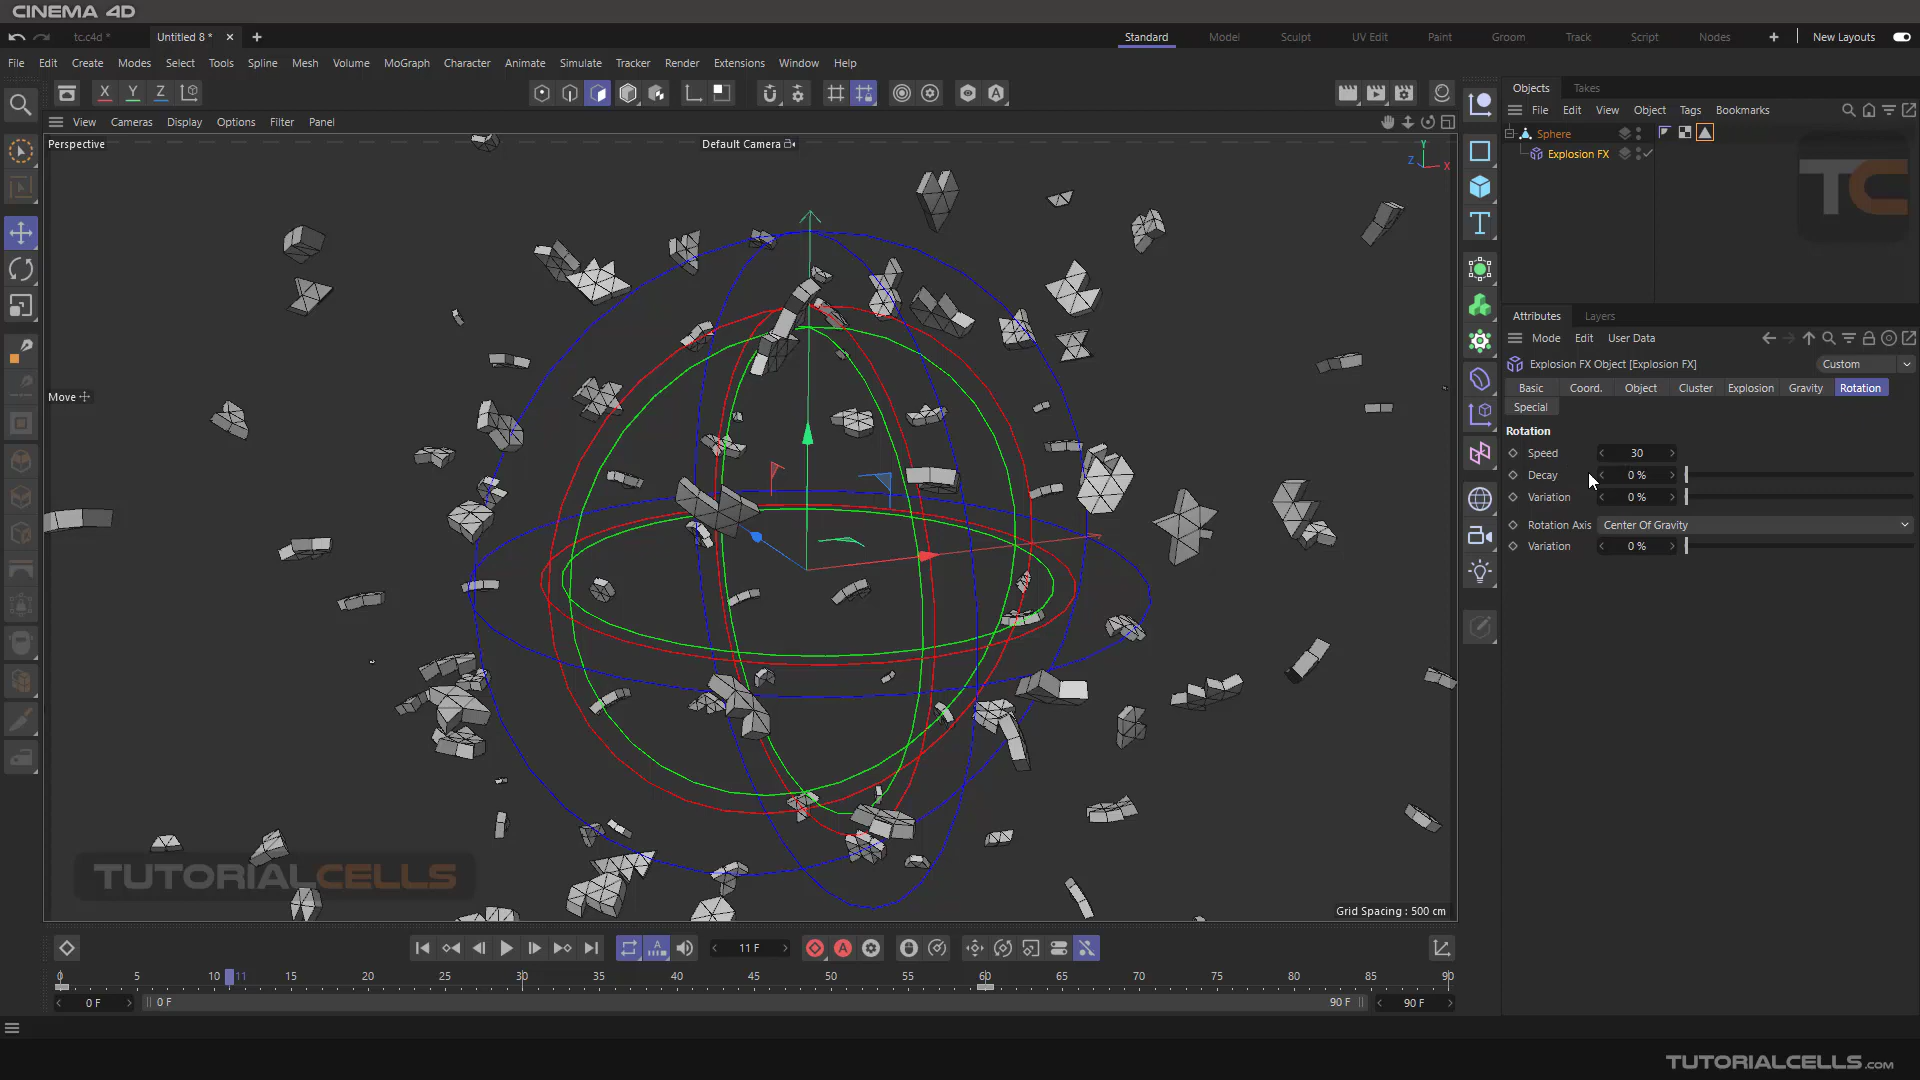 CINEMA 4D
tc.c4d *
Untitled 8 *
Standard Model Sculpt UV Edit Paint Groom Track Script Nodes New Layouts
File Edit Create Modes Select Tools Spline Mesh Volume MoGraph Character Animate Simulate Tracker Render Extensions Window Help
X Y Z
View Cameras Display Options Filter Panel
Perspective
Default Camera
Y
Z
X
Move
Grid Spacing : 500 cm
TUTORIALCELLS
Objects Takes
File Edit View Object Tags Bookmarks
Sphere
Explosion FX
TC
Attributes Layers
Mode Edit User Data
Explosion FX Object [Explosion FX]
Custom
Basic Coord. Object Cluster Explosion Gravity Rotation
Special
Rotation
Speed 30
Decay 0 %
Variation 0 %
Rotation Axis Center Of Gravity
Variation 0 %
11 F
0 5 10 11 15 20 25 30 35 40 45 50 55 60 65 70 75 80 85 90
0 F
0 F
90 F
90 F
TUTORIALCELLS.com